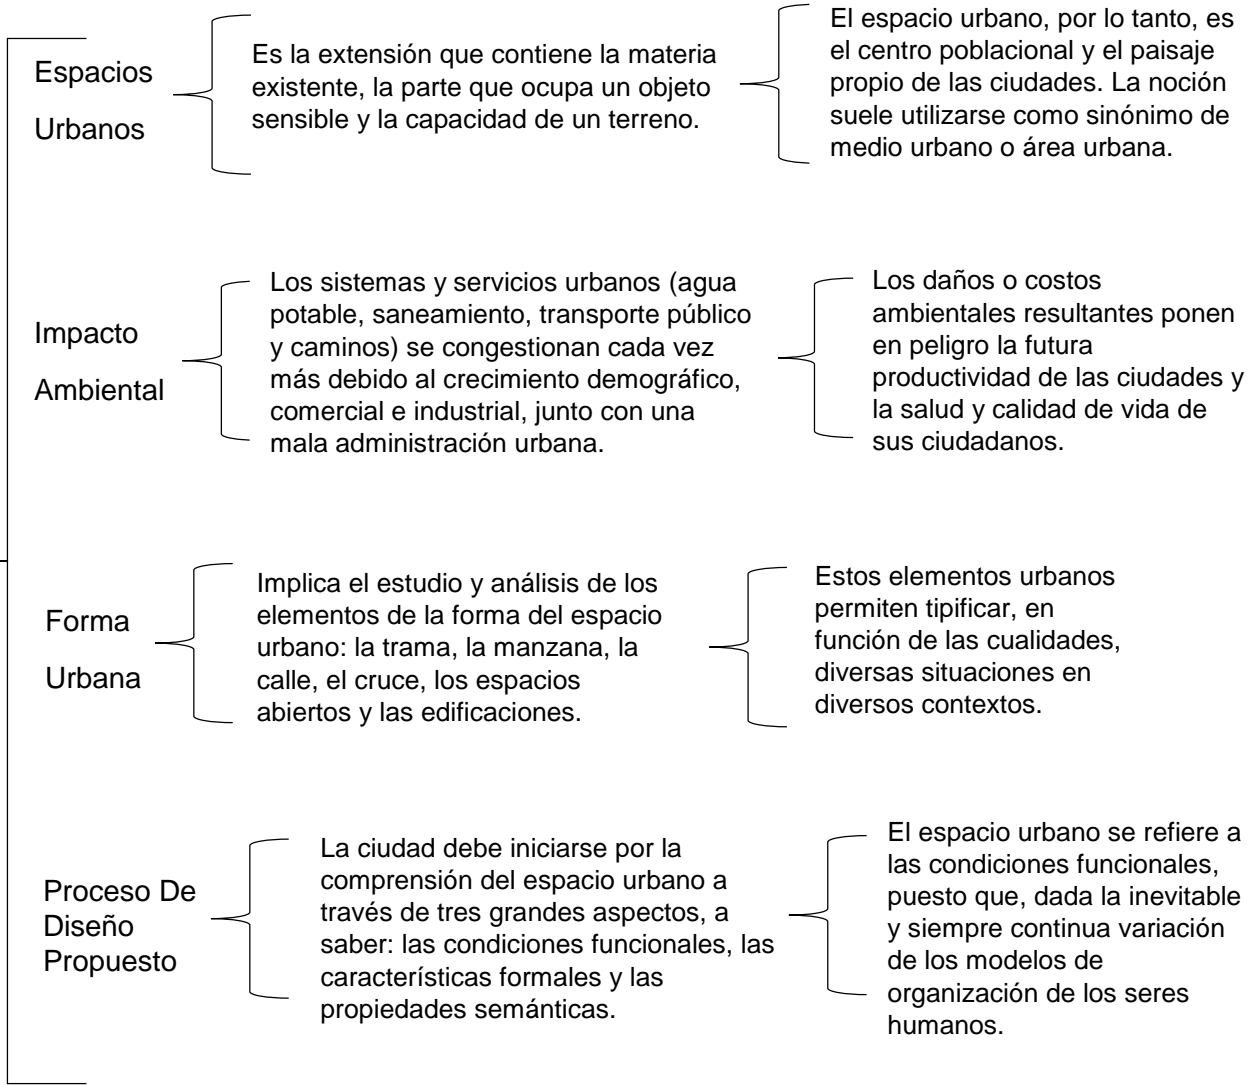 Espacios
Urbanos
Es la extensión que contiene la materia
existente, la parte que ocupa un objeto
sensible y la capacidad de un terreno.
El espacio urbano, por lo tanto, es
el centro poblacional y el paisaje
propio de las ciudades. La noción
suele utilizarse como sinónimo de
medio urbano o área urbana.
Impacto
Ambiental
Los sistemas y servicios urbanos (agua
potable, saneamiento, transporte público
y caminos) se congestionan cada vez
más debido al crecimiento demográfico,
comercial e industrial, junto con una
mala administración urbana.
Los daños o costos
ambientales resultantes ponen
en peligro la futura
productividad de las ciudades y
la salud y calidad de vida de
sus ciudadanos.
Forma
Urbana
Implica el estudio y análisis de los
elementos de la forma del espacio
urbano: la trama, la manzana, la
calle, el cruce, los espacios
abiertos y las edificaciones.
Estos elementos urbanos
permiten tipificar, en
función de las cualidades,
diversas situaciones en
diversos contextos.
Proceso De
Diseño
Propuesto
La ciudad debe iniciarse por la
comprensión del espacio urbano a
través de tres grandes aspectos, a
saber: las condiciones funcionales, las
características formales y las
propiedades semánticas.
El espacio urbano se refiere a
las condiciones funcionales,
puesto que, dada la inevitable
y siempre continua variación
de los modelos de
organización de los seres
humanos.